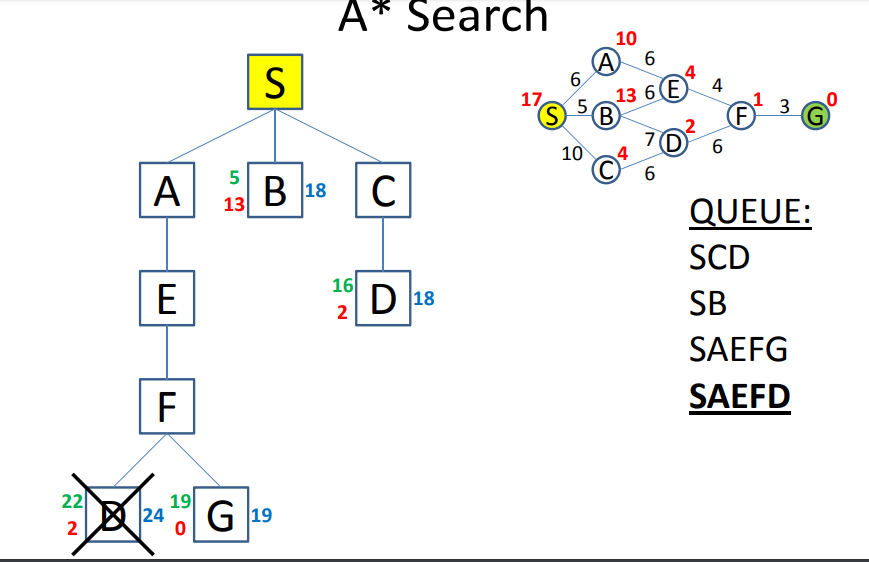 A* Search
S
A
5
13
B
18
C
E
16
2
D
18
F
22
2
D
24
19
0
G
19
10
A
6
6
4
E
4
17
S
5
13
B
6
1
F
3
0
G
2
D
7
10
4
C
6
6
QUEUE:
SCD
SB
SAEFG
SAEFD